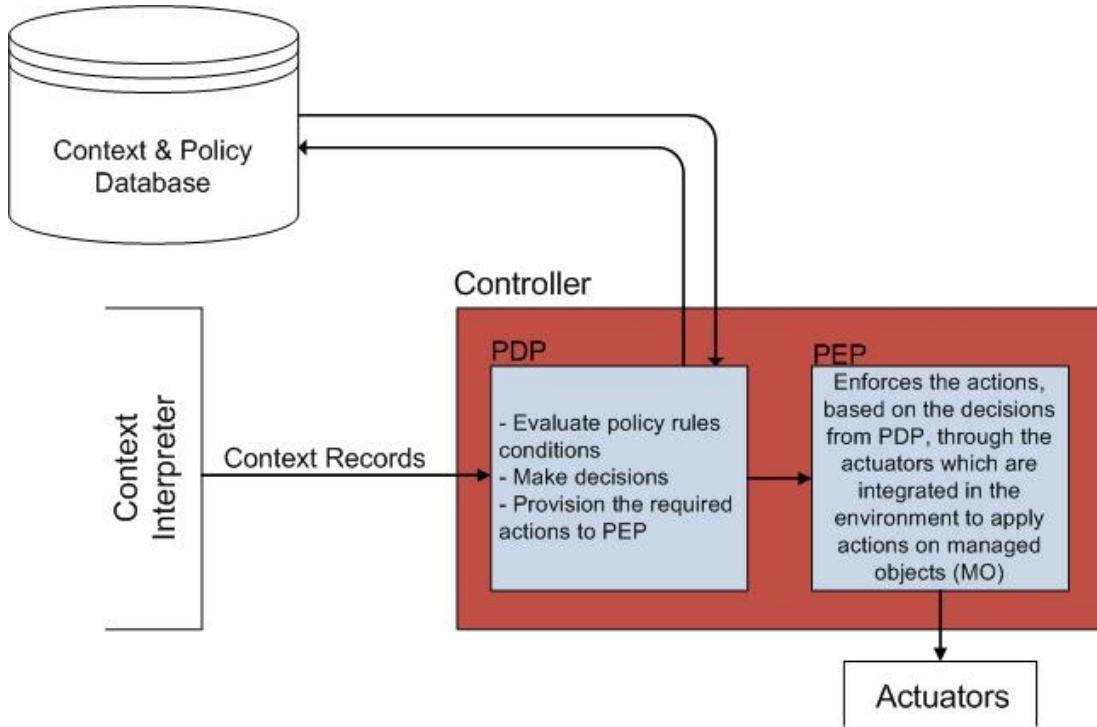 Context & Policy
Database
Controller
Context
Interpreter
Context Records
PDP
- Evaluate policy rules
conditions
- Make decisions
- Provision the required
actions to PEP
PEP
Enforces the actions,
based on the decisions
from PDP, through the
actuators which are
integrated in the
environment to apply
actions on managed
objects (MO)
Actuators